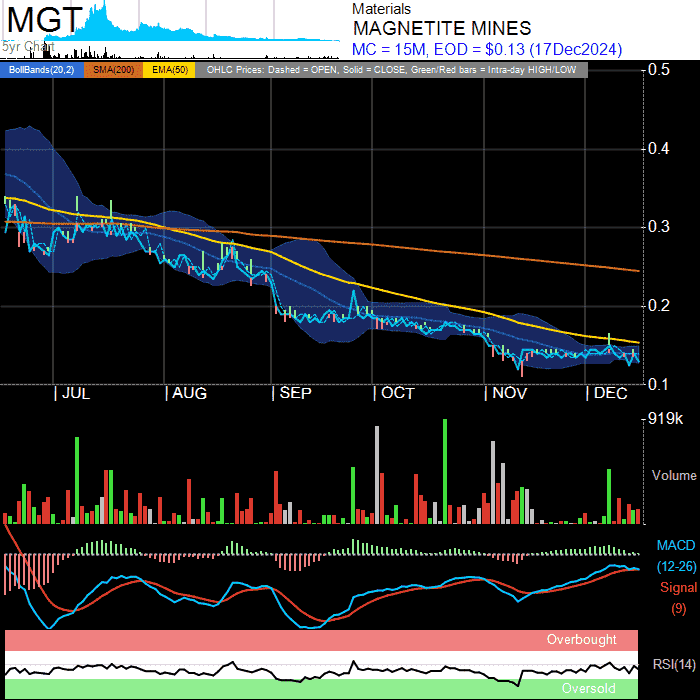 MGT
5yr Chart
Materials
MAGNETITE MINES
MC = 15M, EOD = $0.13 (17Dec2024)
BollBands(20,2) SMA(200) EMA(50) OHLC Prices: Dashed = OPEN, Solid = CLOSE, Green/Red bars = Intra-day HIGH/LOW
0.5
0.4
0.3
0.2
0.1
JUL AUG SEP OCT NOV DEC
919k
Volume
MACD
(12-26)
Signal
(9)
Overbought
RSI(14)
Oversold